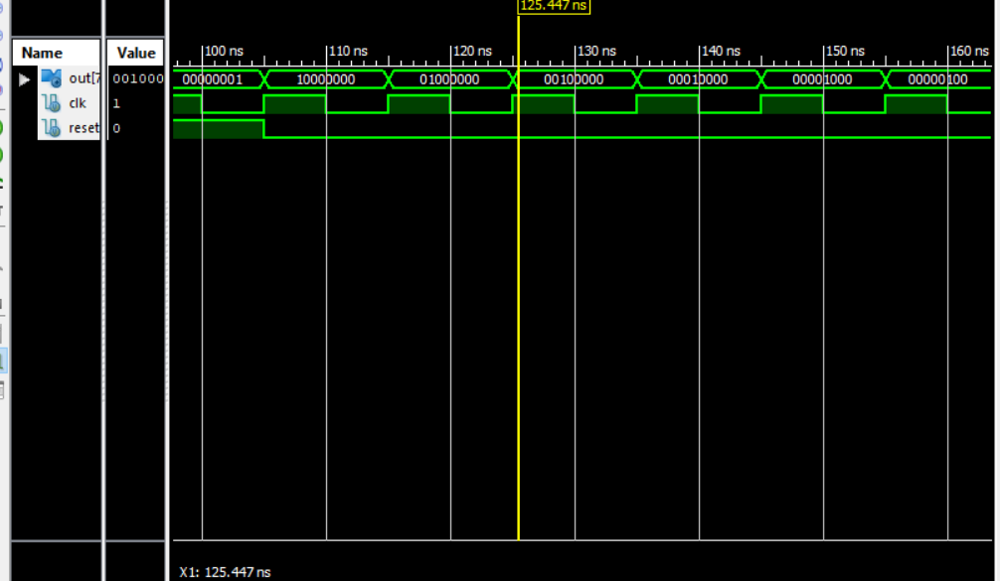 125.447 ns
Name Value
100 ns 110 ns 120 ns 130 ns 140 ns 150 ns 160 ns
out[7 001000 00000001 10000000 01000000 00100000 00010000 00001000 00000100
clk 1
reset 0
X1: 125.447 ns